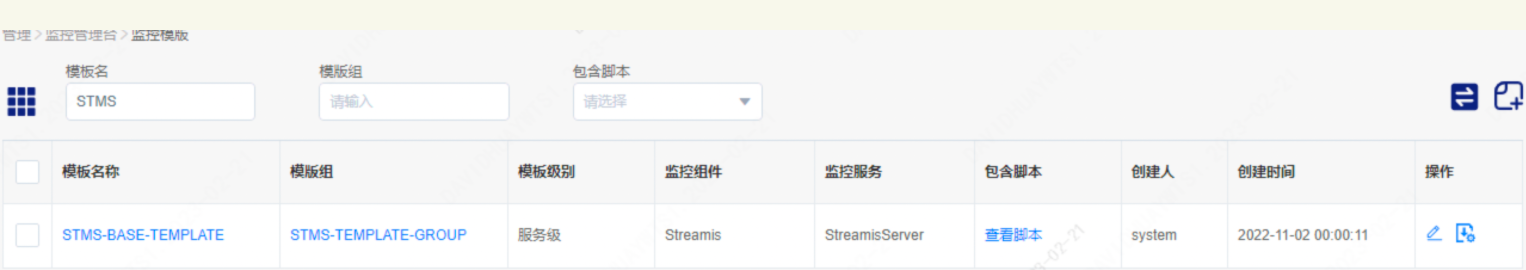 管理 > 监控管理台 > 监控模版
模板名 模版组 包含脚本
STMS 请输入 请选择
模板名称 模版组 模板级别 监控组件 监控服务 包含脚本 创建人 创建时间 操作
STMS-BASE-TEMPLATE STMS-TEMPLATE-GROUP 服务级 Streamis StreamisServer 查看脚本 system 2022-11-02 00:00:11